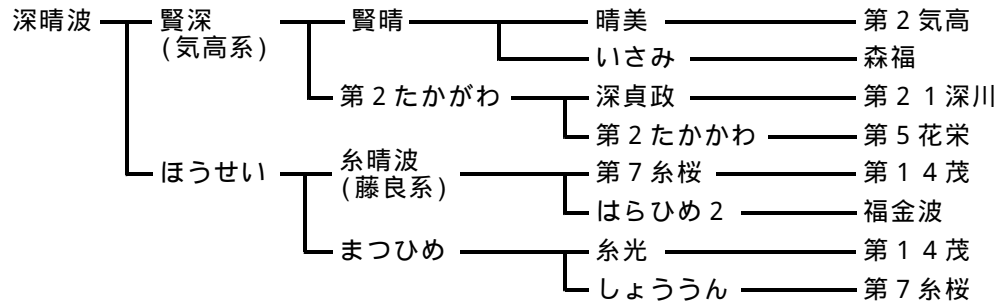 深晴波 賢深 賢晴 晴美 第2気高
(気高系)
いさみ 森福
第2たかがわ 深貞政 第21深川
第2たかかわ 第5花栄
ほうせい 糸晴波 第7糸桜 第14茂
(藤良系)
はらひめ2 福金波
まつひめ 糸光 第14茂
しょううん 第7糸桜